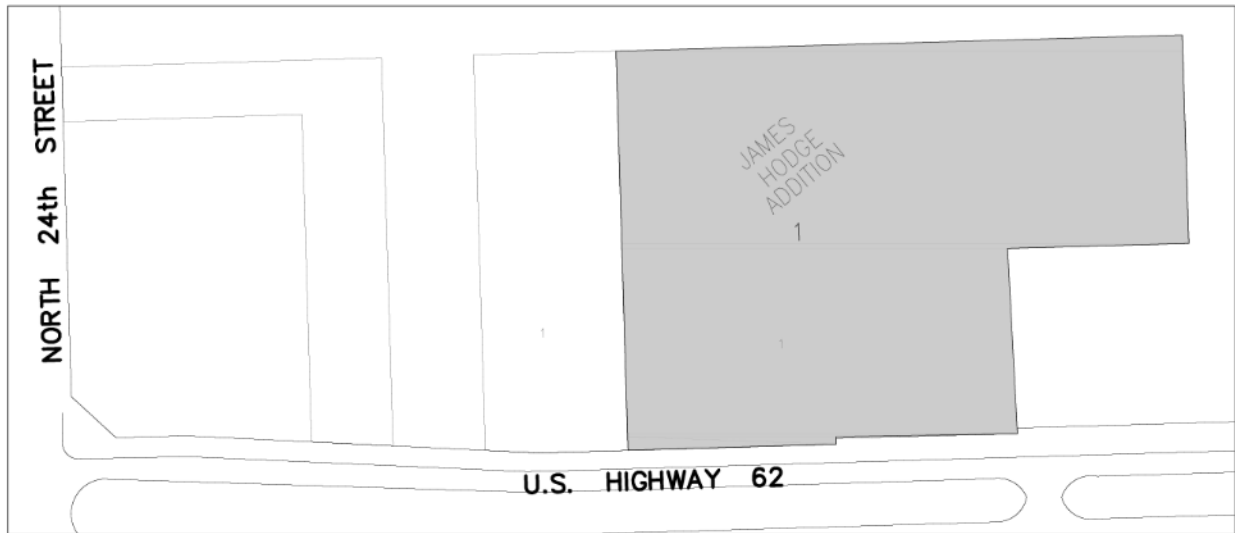 NORTH 24th STREET
JAMES
HODGE
ADDITION
1
1
1
U.S. HIGHWAY 62